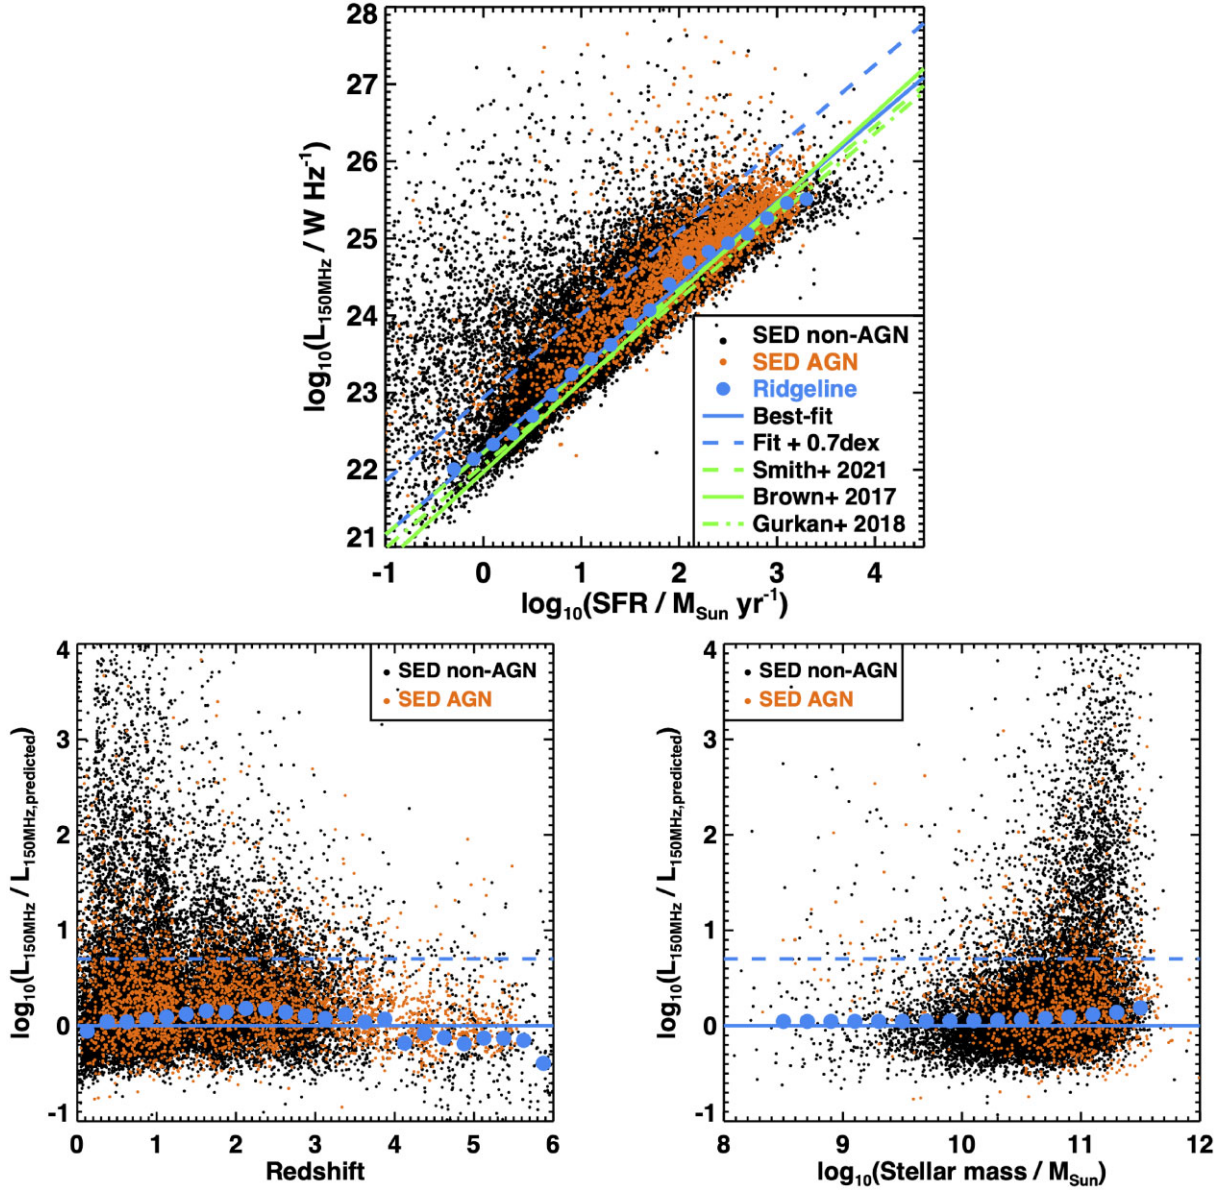 28
27
26
25
24
23
22
21
log₁₀(L₁₅₀MHz / W Hz⁻¹)
SED non-AGN
SED AGN
Ridgeline
Best-fit
Fit + 0.7dex
Smith+ 2021
Brown+ 2017
Gurkan+ 2018
-1 0 1 2 3 4
log₁₀(SFR / M_Sun yr⁻¹)
4
3
2
1
0
-1
log₁₀(L₁₅₀MHz / L₁₅₀MHz,predicted)
SED non-AGN
SED AGN
0 1 2 3 4 5 6
Redshift
4
3
2
1
0
-1
log₁₀(L₁₅₀MHz / L₁₅₀MHz,predicted)
SED non-AGN
SED AGN
8 9 10 11 12
log₁₀(Stellar mass / M_Sun)